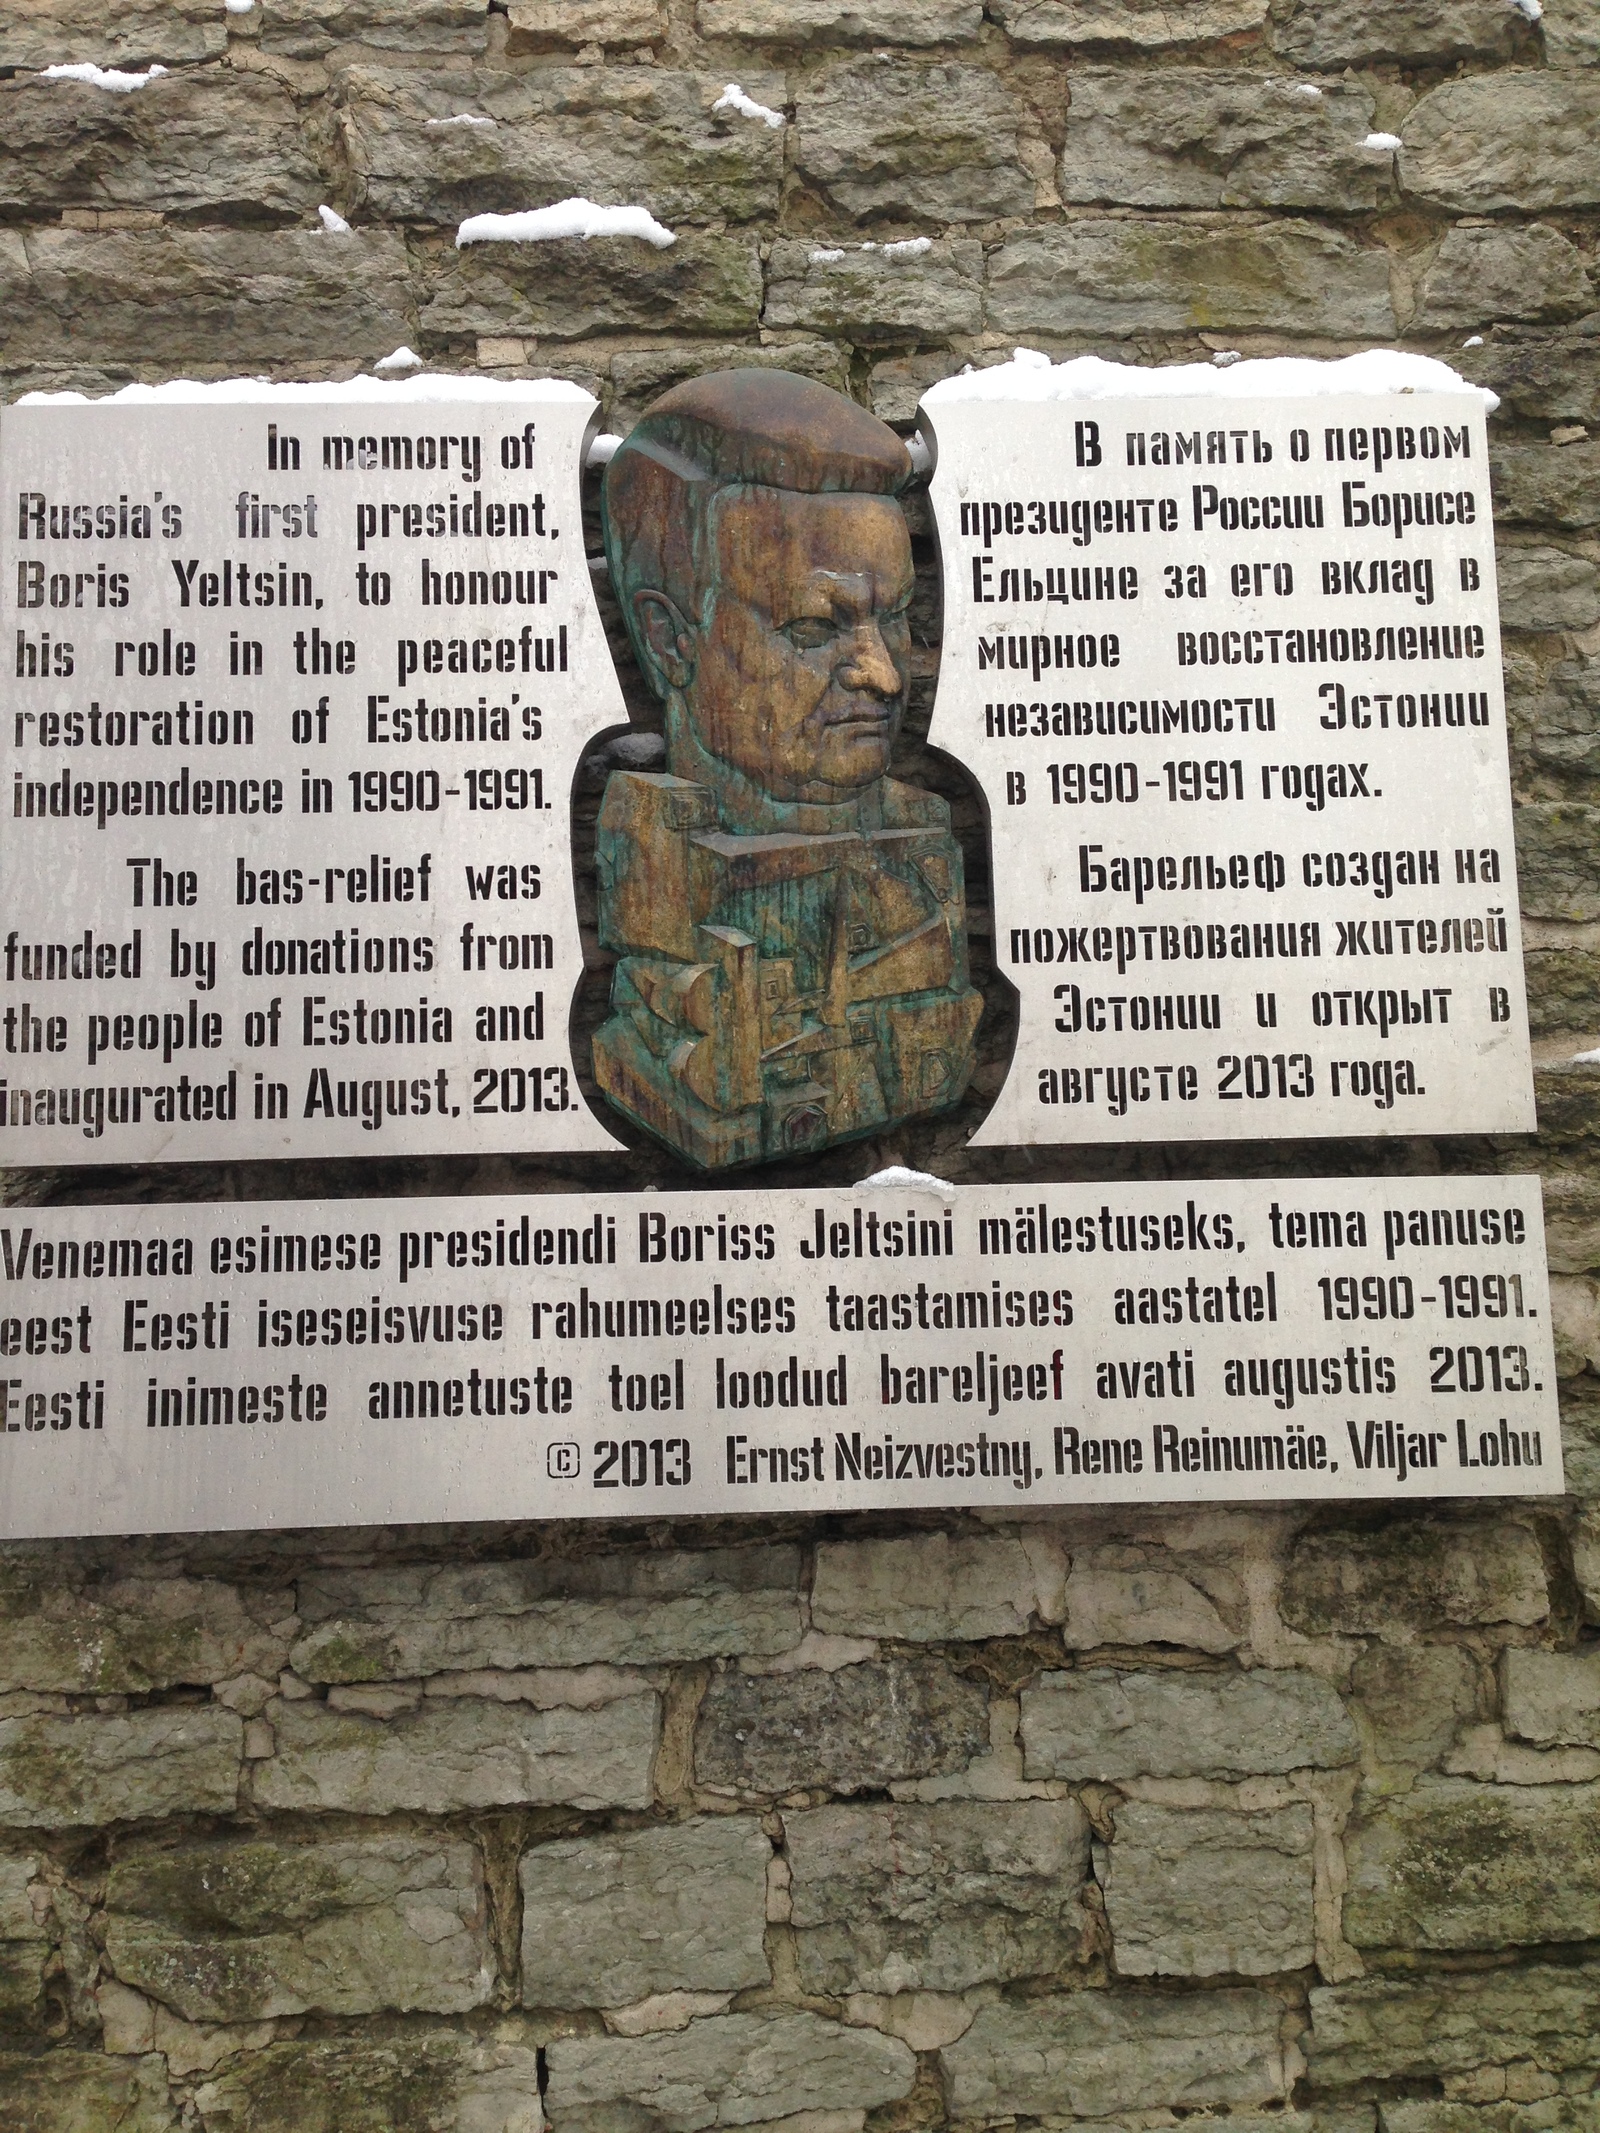 In memory of
Russia's first president,
Boris Yeltsin, to honour
his role in the peaceful
restoration of Estonia's
independence in 1990-1991.
The bas-relief was
funded by donations from
the people of Estonia and
inaugurated in August, 2013.
В память о первом
президенте России Борисе
Ельцине за его вклад в
мирное восстановление
независимости Эстонии
в 1990-1991 годах.
Барельеф создан на
пожертвования жителей
Эстонии и открыт в
августе 2013 года.
Venemaa esimese presidendi Boriss Jeltsini mälestuseks, tema panuse
eest Eesti iseseisvuse rahumeelses taastamises aastatel 1990-1991.
Eesti inimeste annetuste toel loodud bareljeef avati augustis 2013.
© 2013 Ernst Neizvestny, Rene Reinumäe, Viljar Lohu